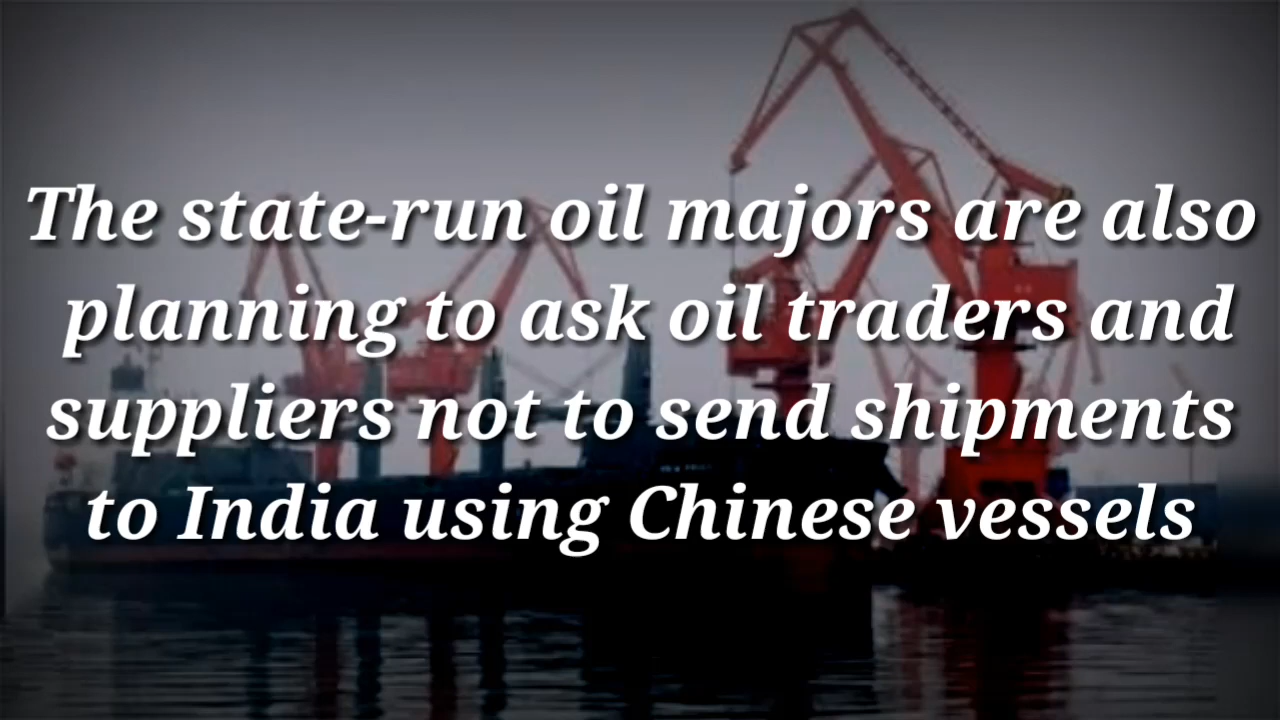 The state-run oil majors are also
planning to ask oil traders and
suppliers not to send shipments
to India using Chinese vessels